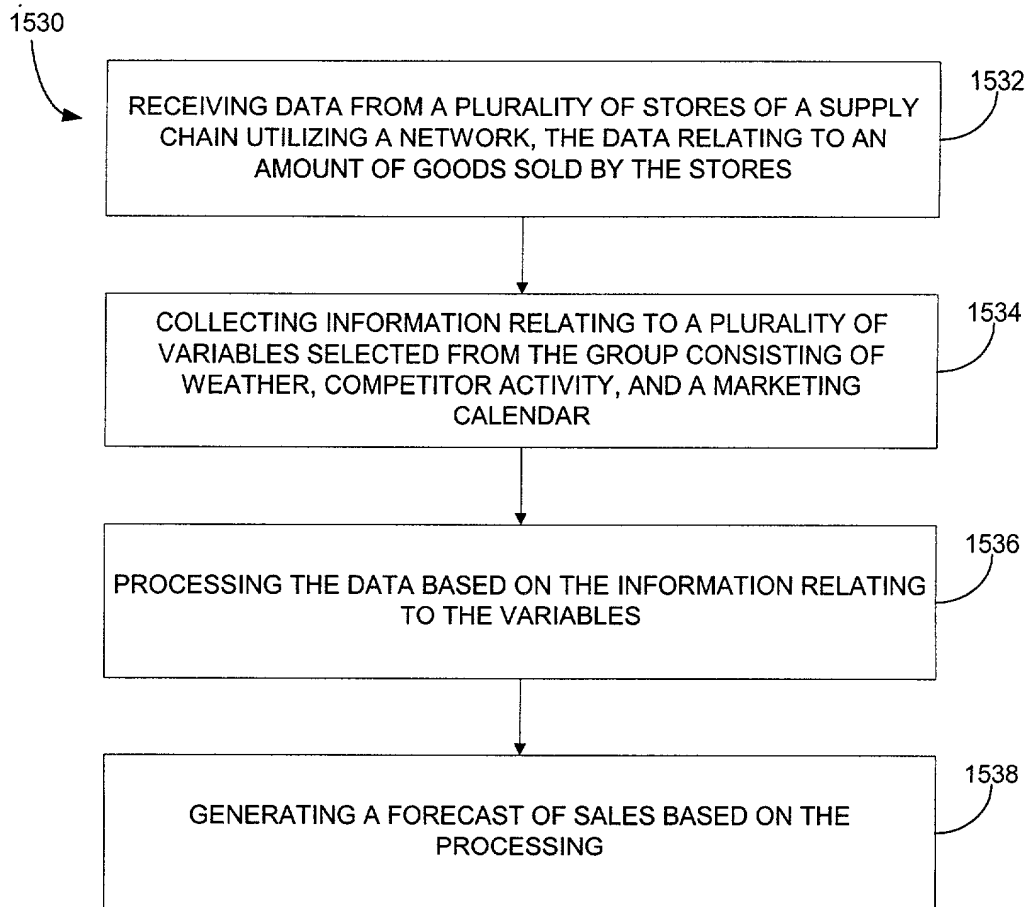 1530
1532
RECEIVING DATA FROM A PLURALITY OF STORES OF A SUPPLY
CHAIN UTILIZING A NETWORK, THE DATA RELATING TO AN
AMOUNT OF GOODS SOLD BY THE STORES
1534
COLLECTING INFORMATION RELATING TO A PLURALITY OF
VARIABLES SELECTED FROM THE GROUP CONSISTING OF
WEATHER, COMPETITOR ACTIVITY, AND A MARKETING
CALENDAR
1536
PROCESSING THE DATA BASED ON THE INFORMATION RELATING
TO THE VARIABLES
1538
GENERATING A FORECAST OF SALES BASED ON THE
PROCESSING